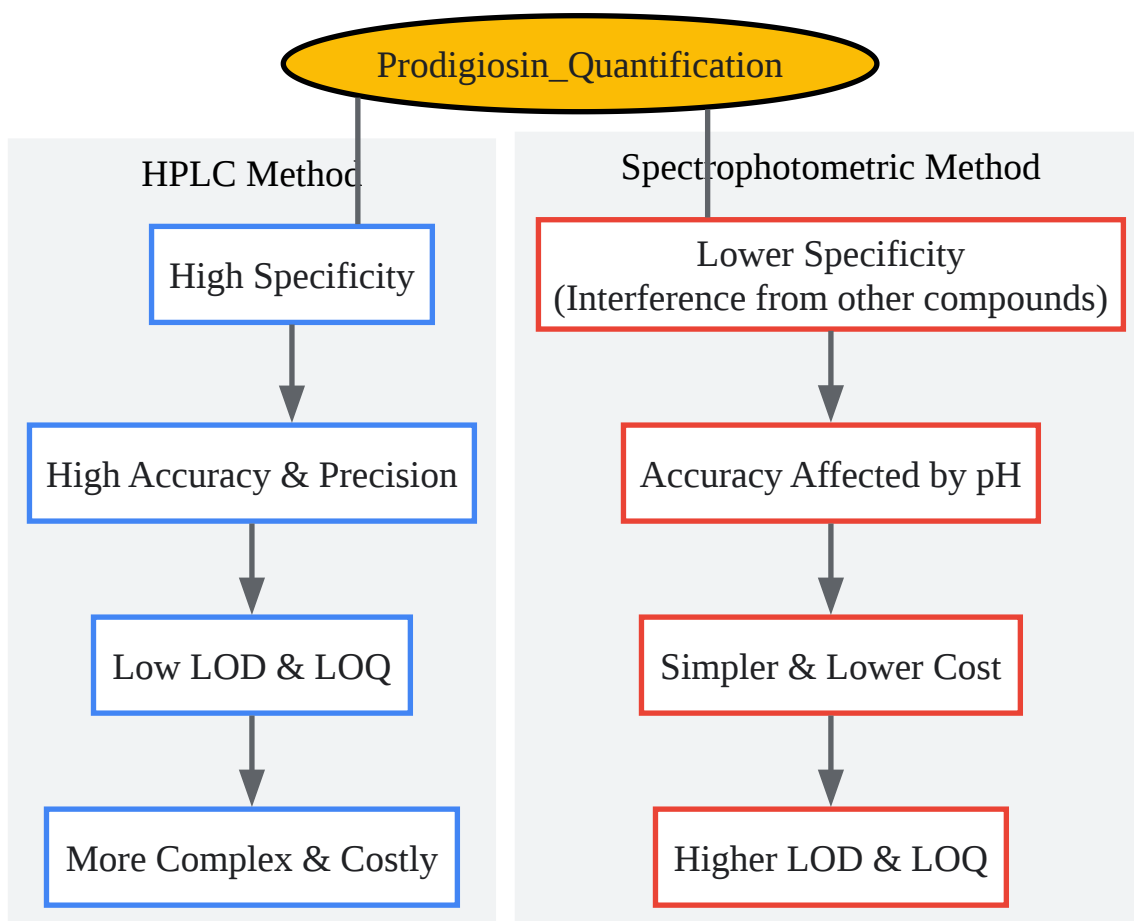 Prodigiosin_Quantification
HPLC Method
High Specificity
High Accuracy & Precision
Low LOD & LOQ
More Complex & Costly
Spectrophotometric Method
Lower Specificity
(Interference from other compounds)
Accuracy Affected by pH
Simpler & Lower Cost
Higher LOD & LOQ